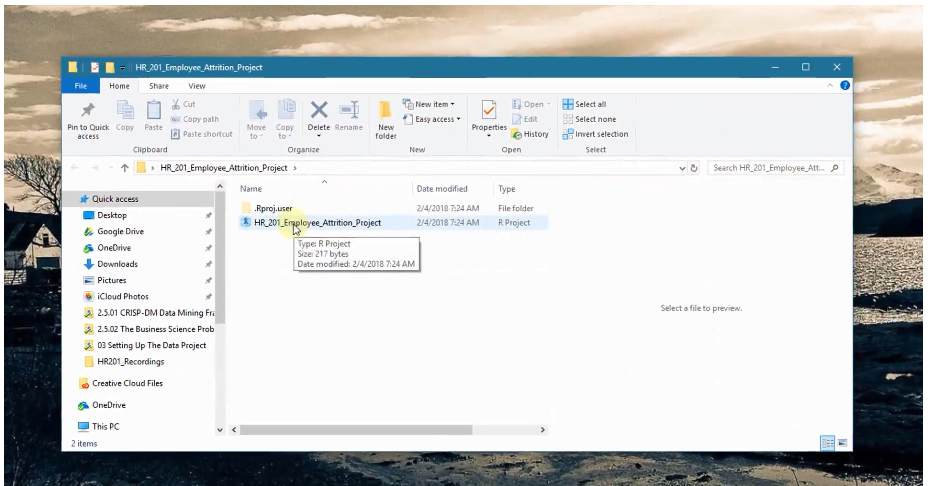 HR_201_Employee_Attrition_Project
File Home Share View
Pin to Quick access
Copy
Paste
Cut
Copy path
Paste shortcut
Clipboard
Move to
Copy to
Delete
Rename
Organize
New folder
New item
Easy access
New
Properties
Open
Edit
History
Open
Select all
Select none
Invert selection
Select
HR_201_Employee_Attrition_Project
Search HR_201_Employee_Att...
Quick access
Desktop
Google Drive
OneDrive
Downloads
Pictures
iCloud Photos
2.5.01 CRISP-DM Data Mining Fra
2.5.02 The Business Science Prob
03 Setting Up The Data Project
HR201_Recordings
Creative Cloud Files
OneDrive
This PC
Name Date modified Type
.Rproj.user 2/4/2018 7:24 AM File folder
HR_201_Employee_Attrition_Project 2/4/2018 7:24 AM R Project
Type: R Project
Size: 217 bytes
Date modified: 2/4/2018 7:24 AM
Select a file to preview.
2 items